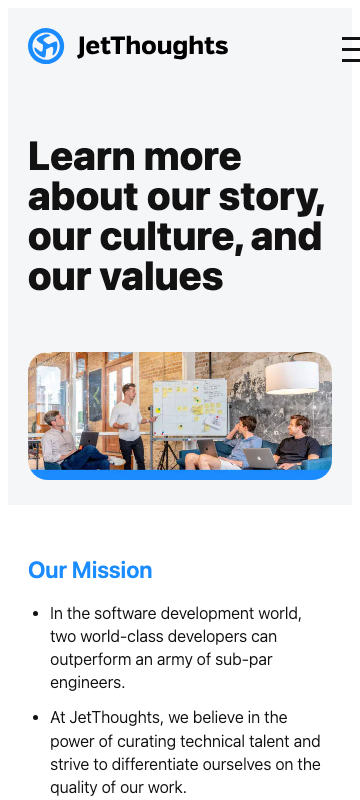 JetThoughts
Learn more
about our story,
our culture, and
our values
Our Mission
• In the software development world,
two world-class developers can
outperform an army of sub-par
engineers.
• At JetThoughts, we believe in the
power of curating technical talent and
strive to differentiate ourselves on the
quality of our work.